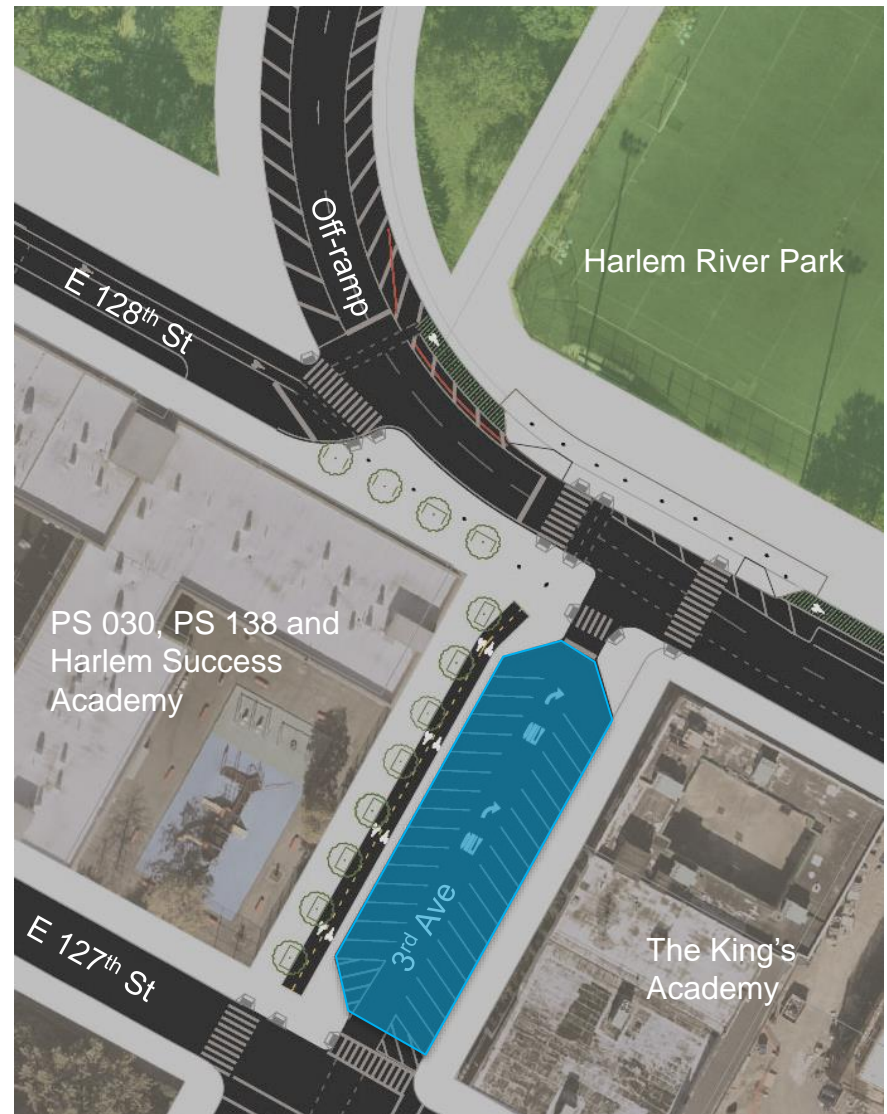 Off-ramp
Harlem River Park
E 128th St
PS 030, PS 138 and
Harlem Success
Academy
3rd Ave
The King's
Academy
E 127th St